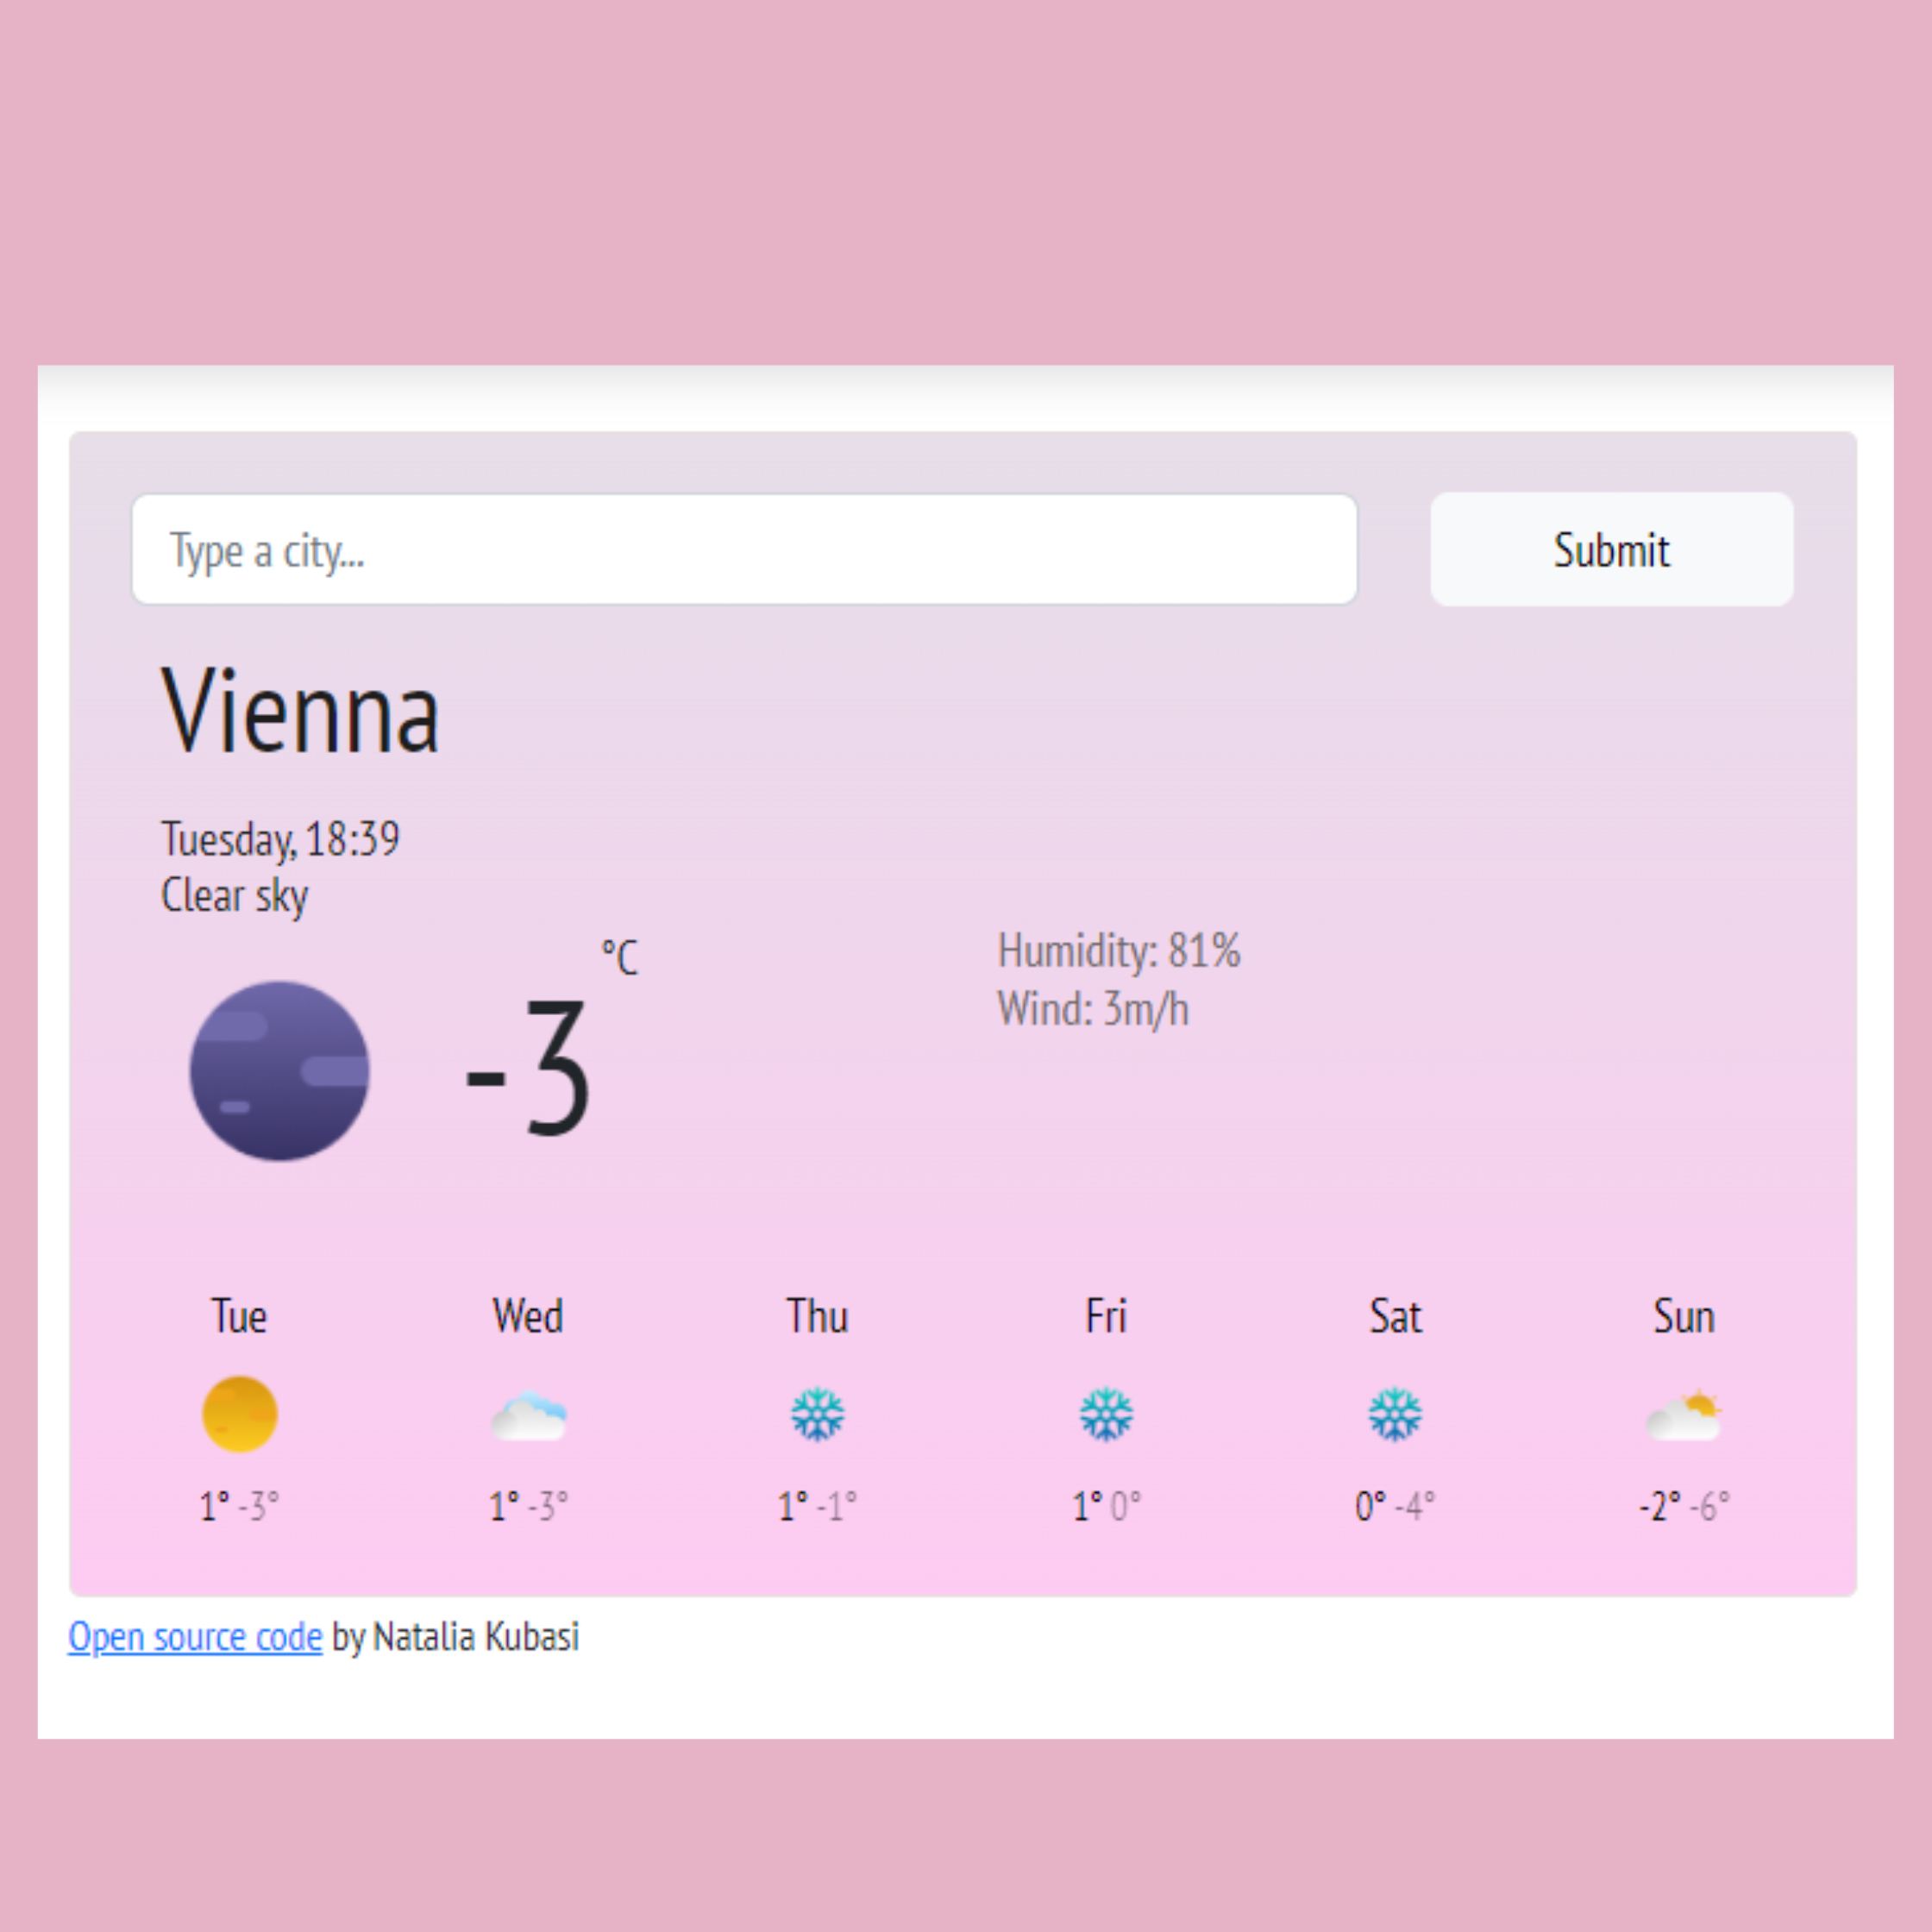 Type a city...
Submit
Vienna
Tuesday, 18:39
Clear sky
°C
-3
Humidity: 81%
Wind: 3m/h
Tue Wed Thu Fri Sat Sun
1° -3° 1° -3° 1° -1° 1° 0° 0° -4° -2° -6°
Open source code by Natalia Kubasi